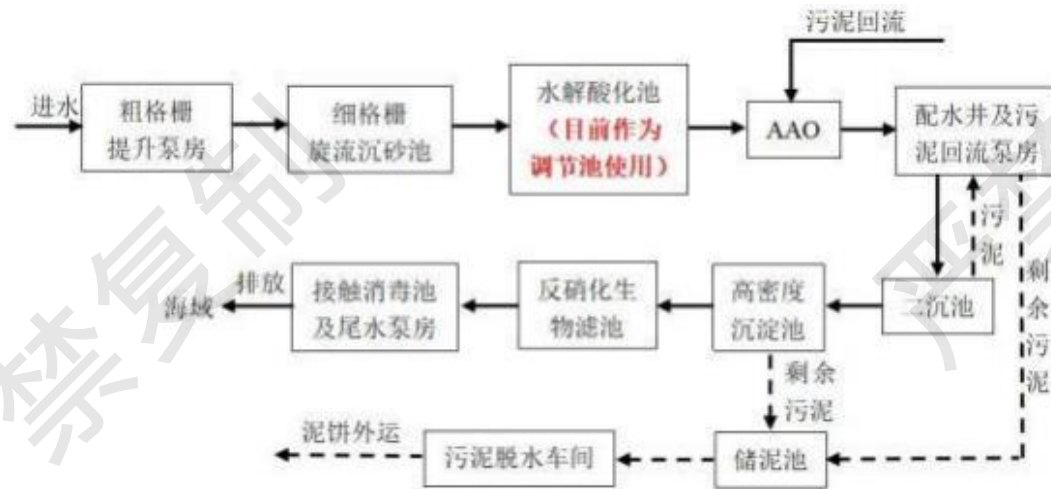 污泥回流
进水
粗格栅
提升泵房
细格栅
旋流沉砂池
水解酸化池
（目前作为
调节池使用）
AAO
配水井及污
泥回流泵房
污泥
剩余污泥
海域
排放
接触消毒池
及尾水泵房
反硝化生
物滤池
高密度
沉淀池
二沉池
剩余
污泥
泥饼外运
污泥脱水车间
储泥池
禁复制
严禁